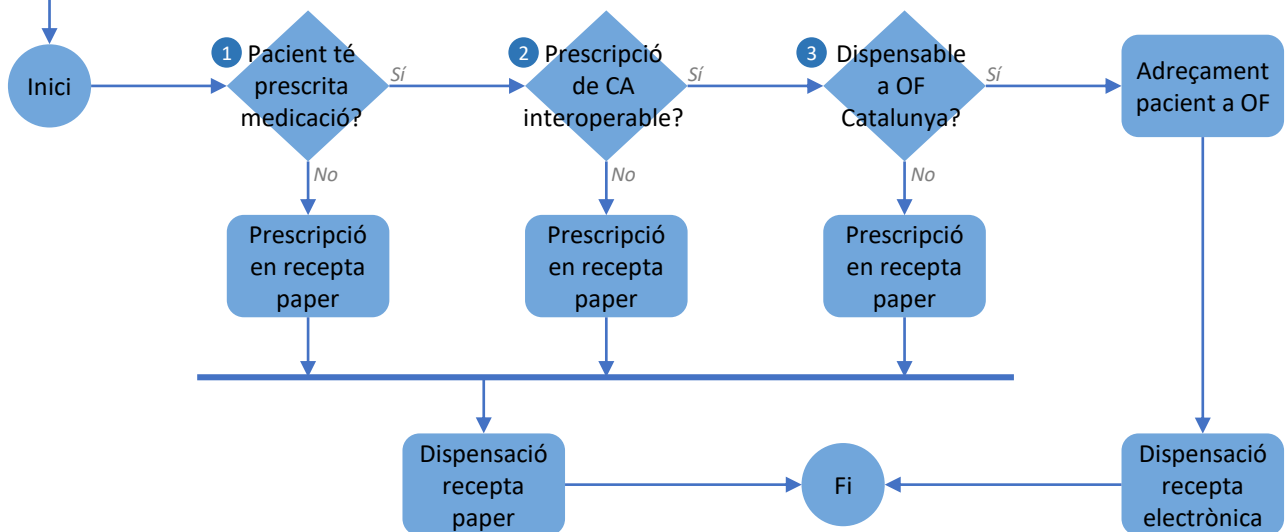 Inici
1 Pacient té
prescrita
medicació?
Sí
2 Prescripció
de CA
interoperable?
Sí
3 Dispensable
a OF
Catalunya?
Sí
Adreçament
pacient a OF
No
No
No
Prescripció
en recepta
paper
Prescripció
en recepta
paper
Prescripció
en recepta
paper
Dispensació
recepta
paper
Fi
Dispensació
recepta
electrònica